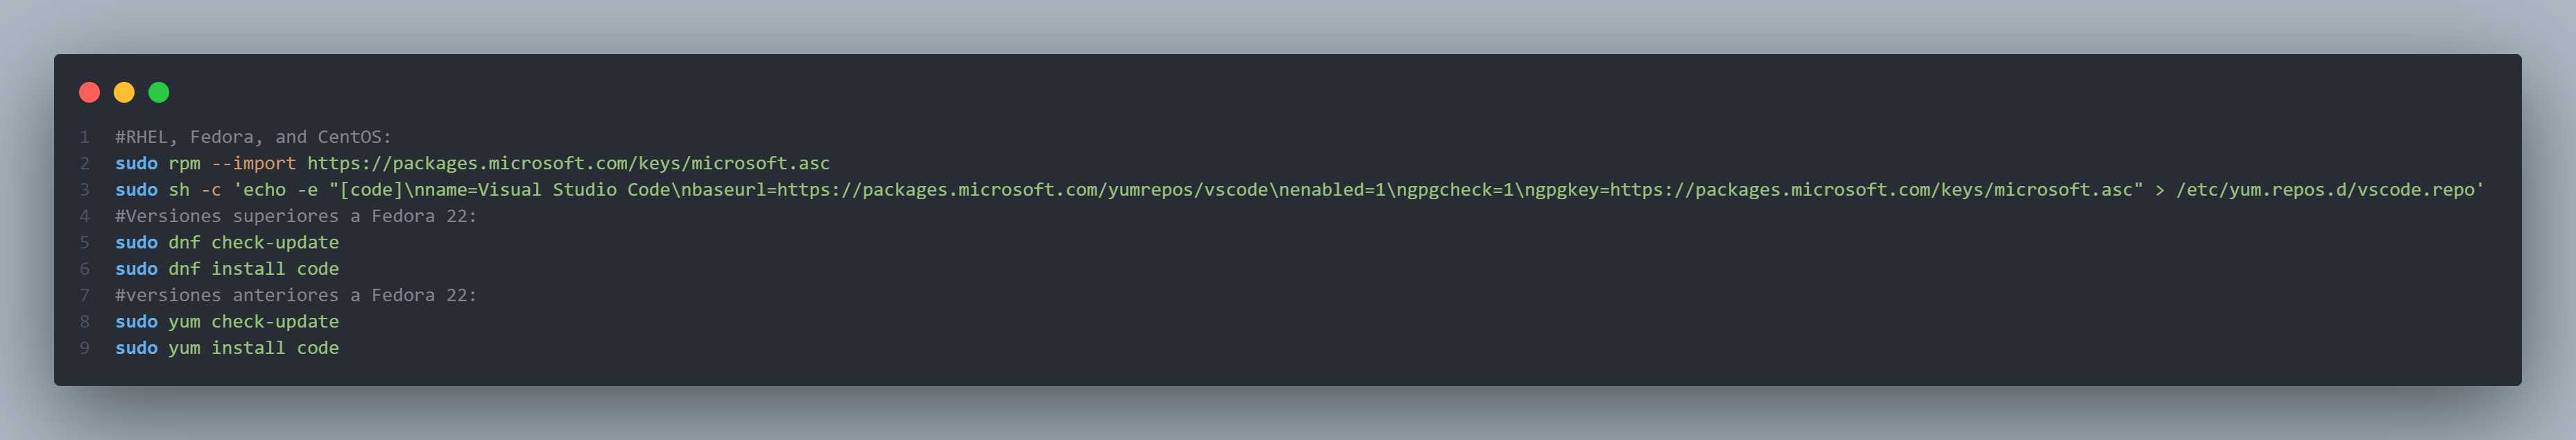 1 #RHEL, Fedora, and CentOS:
2 sudo rpm --import https://packages.microsoft.com/keys/microsoft.asc
3 sudo sh -c 'echo -e "[code]\nname=Visual Studio Code\nbaseurl=https://packages.microsoft.com/yumrepos/vscode\nenabled=1\ngpgcheck=1\ngpgkey=https://packages.microsoft.com/keys/microsoft.asc" > /etc/yum.repos.d/vscode.repo'
4 #Versiones superiores a Fedora 22:
5 sudo dnf check-update
6 sudo dnf install code
7 #versiones anteriores a Fedora 22:
8 sudo yum check-update
9 sudo yum install code